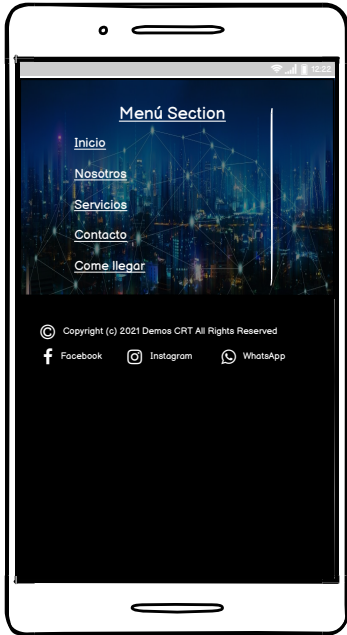 12:22
Menú Section
Inicio
Nosotros
Servicios
Contacto
Come llegar
© Copyright (c) 2021 Demos CRT All Rights Reserved
Facebook Instagram WhatsApp